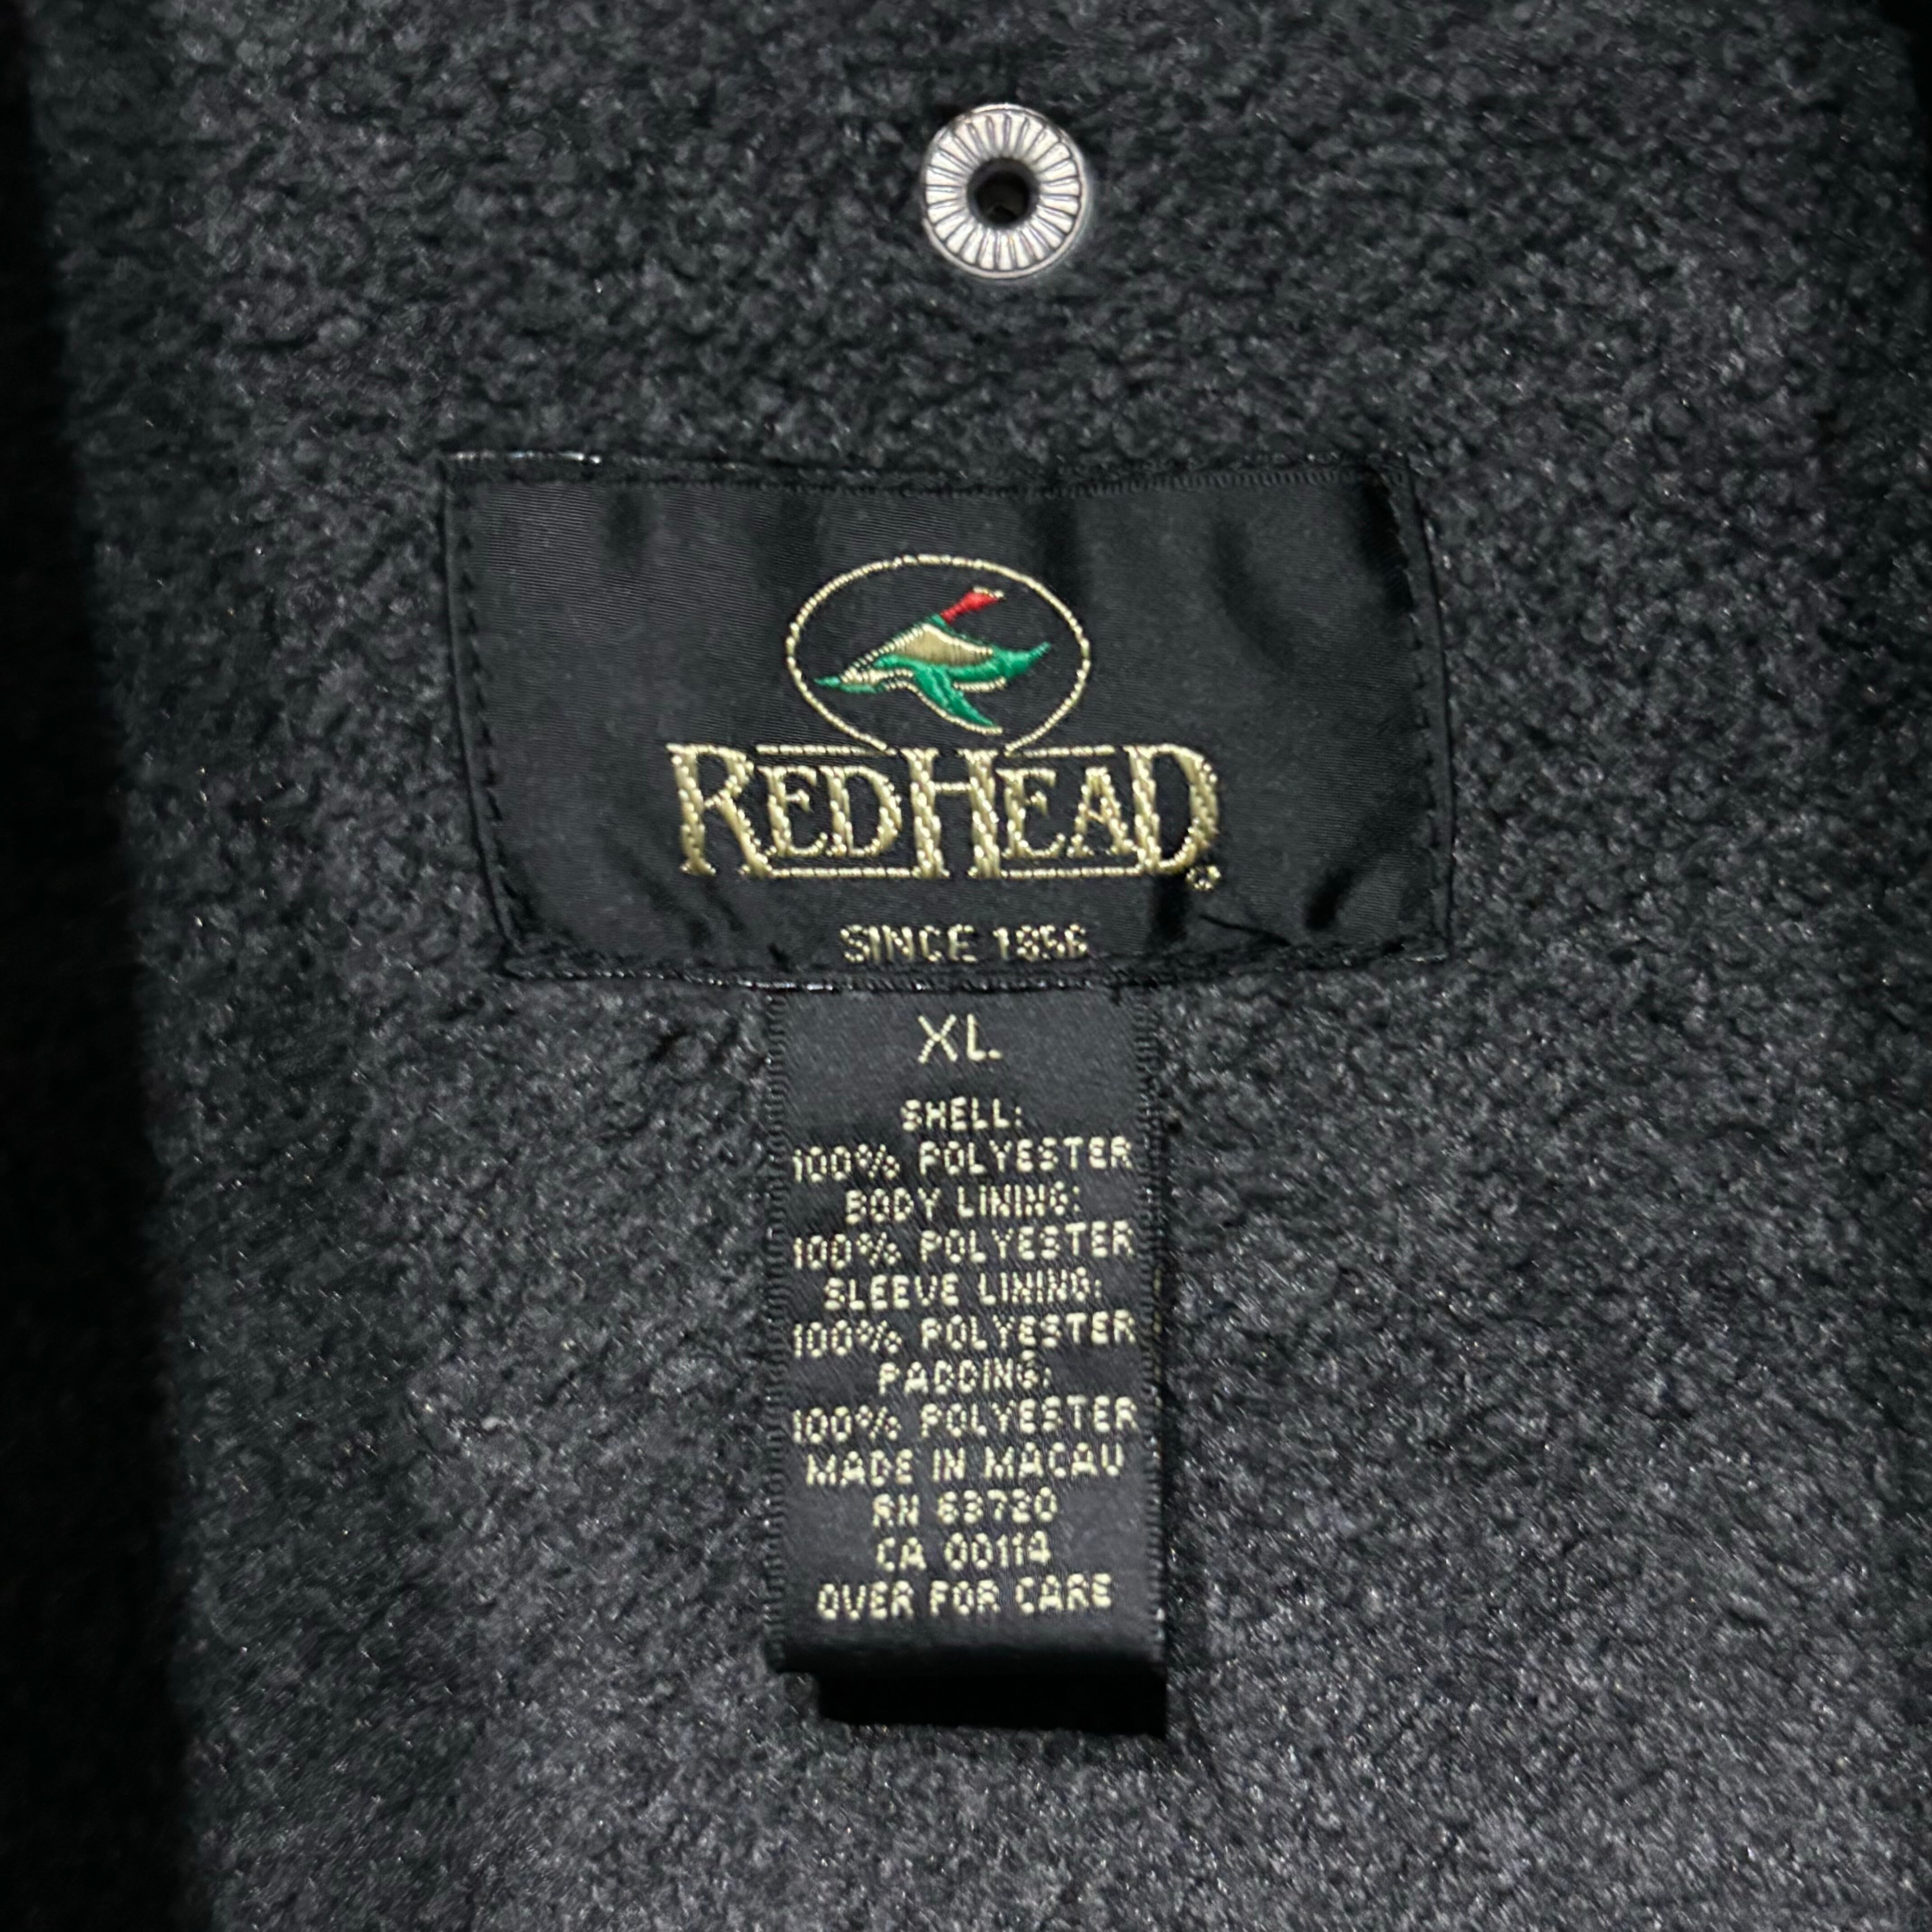 REDHEAD®
SINCE 1856
XL
SHELL:
100% POLYESTER
BODY LINING:
100% POLYESTER
SLEEVE LINING:
100% POLYESTER
PADDING:
100% POLYESTER
MADE IN MACAU
RN 63720
CA 00114
OVER FOR CARE